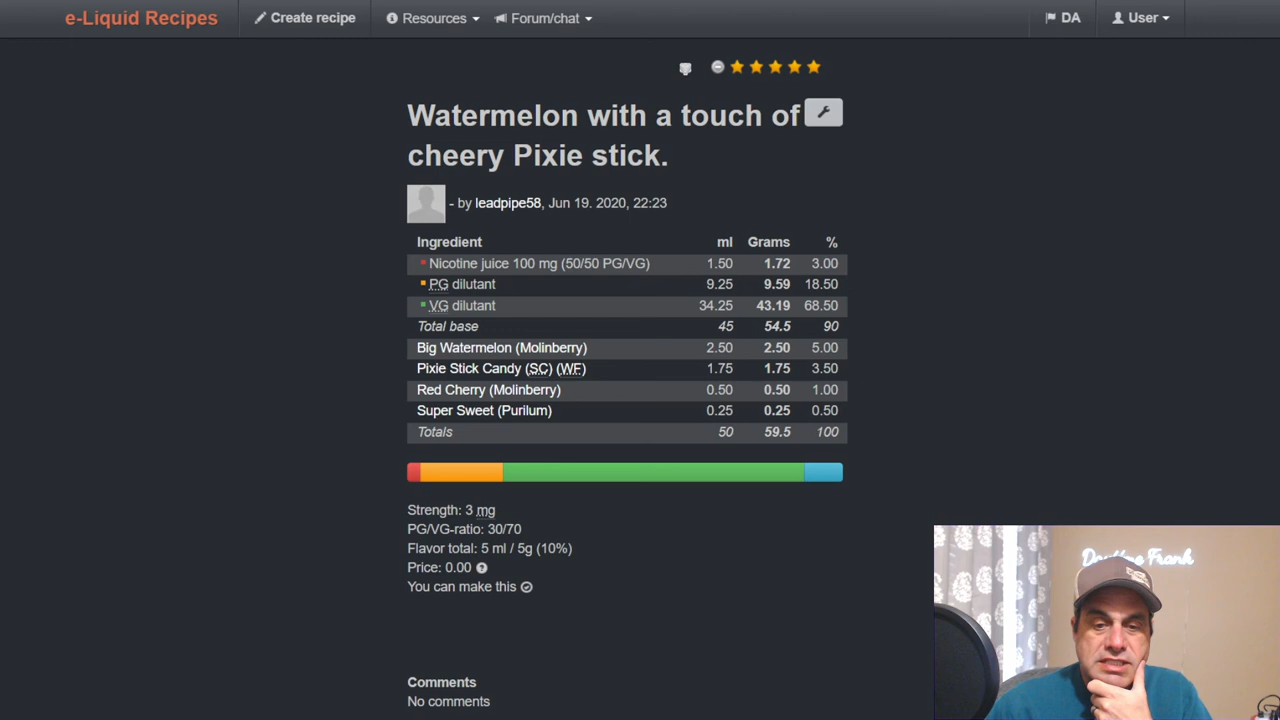 e-Liquid Recipes Create recipe Resources Forum/chat DA User
Watermelon with a touch of
cheery Pixie stick.
- by leadpipe58, Jun 19. 2020, 22:23
Ingredient ml Grams %
Nicotine juice 100 mg (50/50 PG/VG) 1.50 1.72 3.00
PG dilutant 9.25 9.59 18.50
VG dilutant 34.25 43.19 68.50
Total base 45 54.5 90
Big Watermelon (Molinberry) 2.50 2.50 5.00
Pixie Stick Candy (SC) (WF) 1.75 1.75 3.50
Red Cherry (Molinberry) 0.50 0.50 1.00
Super Sweet (Purilum) 0.25 0.25 0.50
Totals 50 59.5 100
Strength: 3 mg
PG/VG-ratio: 30/70
Flavor total: 5 ml / 5g (10%)
Price: 0.00
You can make this
Comments
No comments
Frank